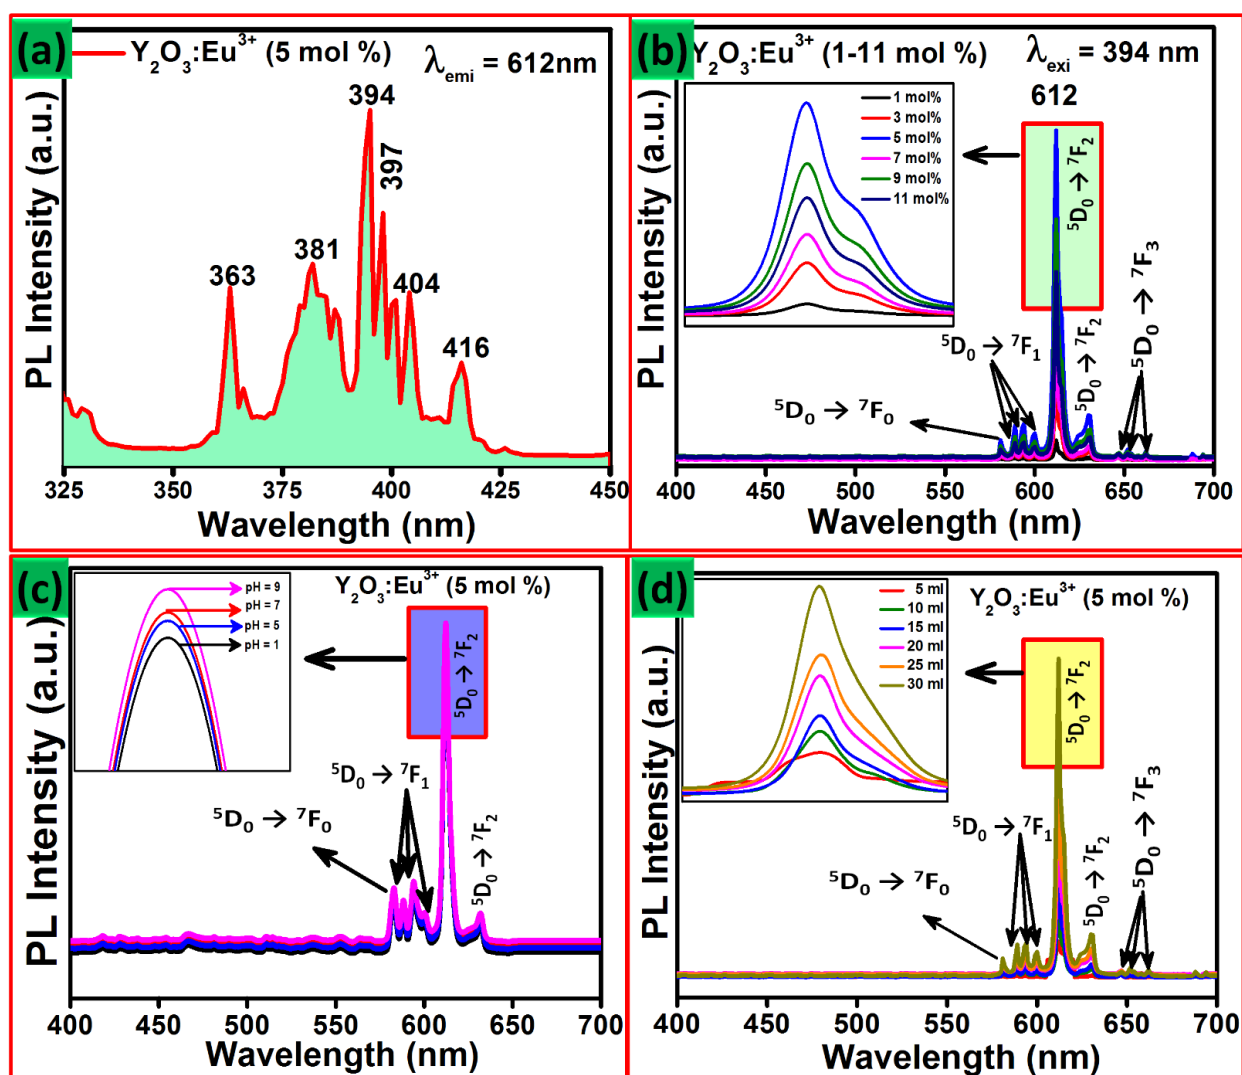 (a)
Y₂O₃:Eu³⁺ (5 mol %)
λemi = 612nm
394
397
381
363
404
416
PL Intensity (a.u.)
325 350 375 400 425 450
Wavelength (nm)
(b)
Y₂O₃:Eu³⁺ (1-11 mol %)
λexi = 394 nm
612
1 mol%
3 mol%
5 mol%
7 mol%
9 mol%
11 mol%
⁵D₀ → ⁷F₂
⁵D₀ → ⁷F₁
⁵D₀ → ⁷F₀
⁵D₀ → ⁷F₂
⁵D₀ → ⁷F₃
PL Intensity (a.u.)
400 450 500 550 600 650 700
Wavelength (nm)
(c)
Y₂O₃:Eu³⁺ (5 mol %)
pH = 9
pH = 7
pH = 5
pH = 1
⁵D₀ → ⁷F₂
⁵D₀ → ⁷F₁
⁵D₀ → ⁷F₀
⁵D₀ → ⁷F₂
PL Intensity (a.u.)
400 450 500 550 600 650 700
Wavelength (nm)
(d)
Y₂O₃:Eu³⁺ (5 mol %)
5 ml
10 ml
15 ml
20 ml
25 ml
30 ml
⁵D₀ → ⁷F₂
⁵D₀ → ⁷F₁
⁵D₀ → ⁷F₀
⁵D₀ → ⁷F₂
⁵D₀ → ⁷F₃
PL Intensity (a.u.)
400 450 500 550 600 650 700
Wavelength (nm)